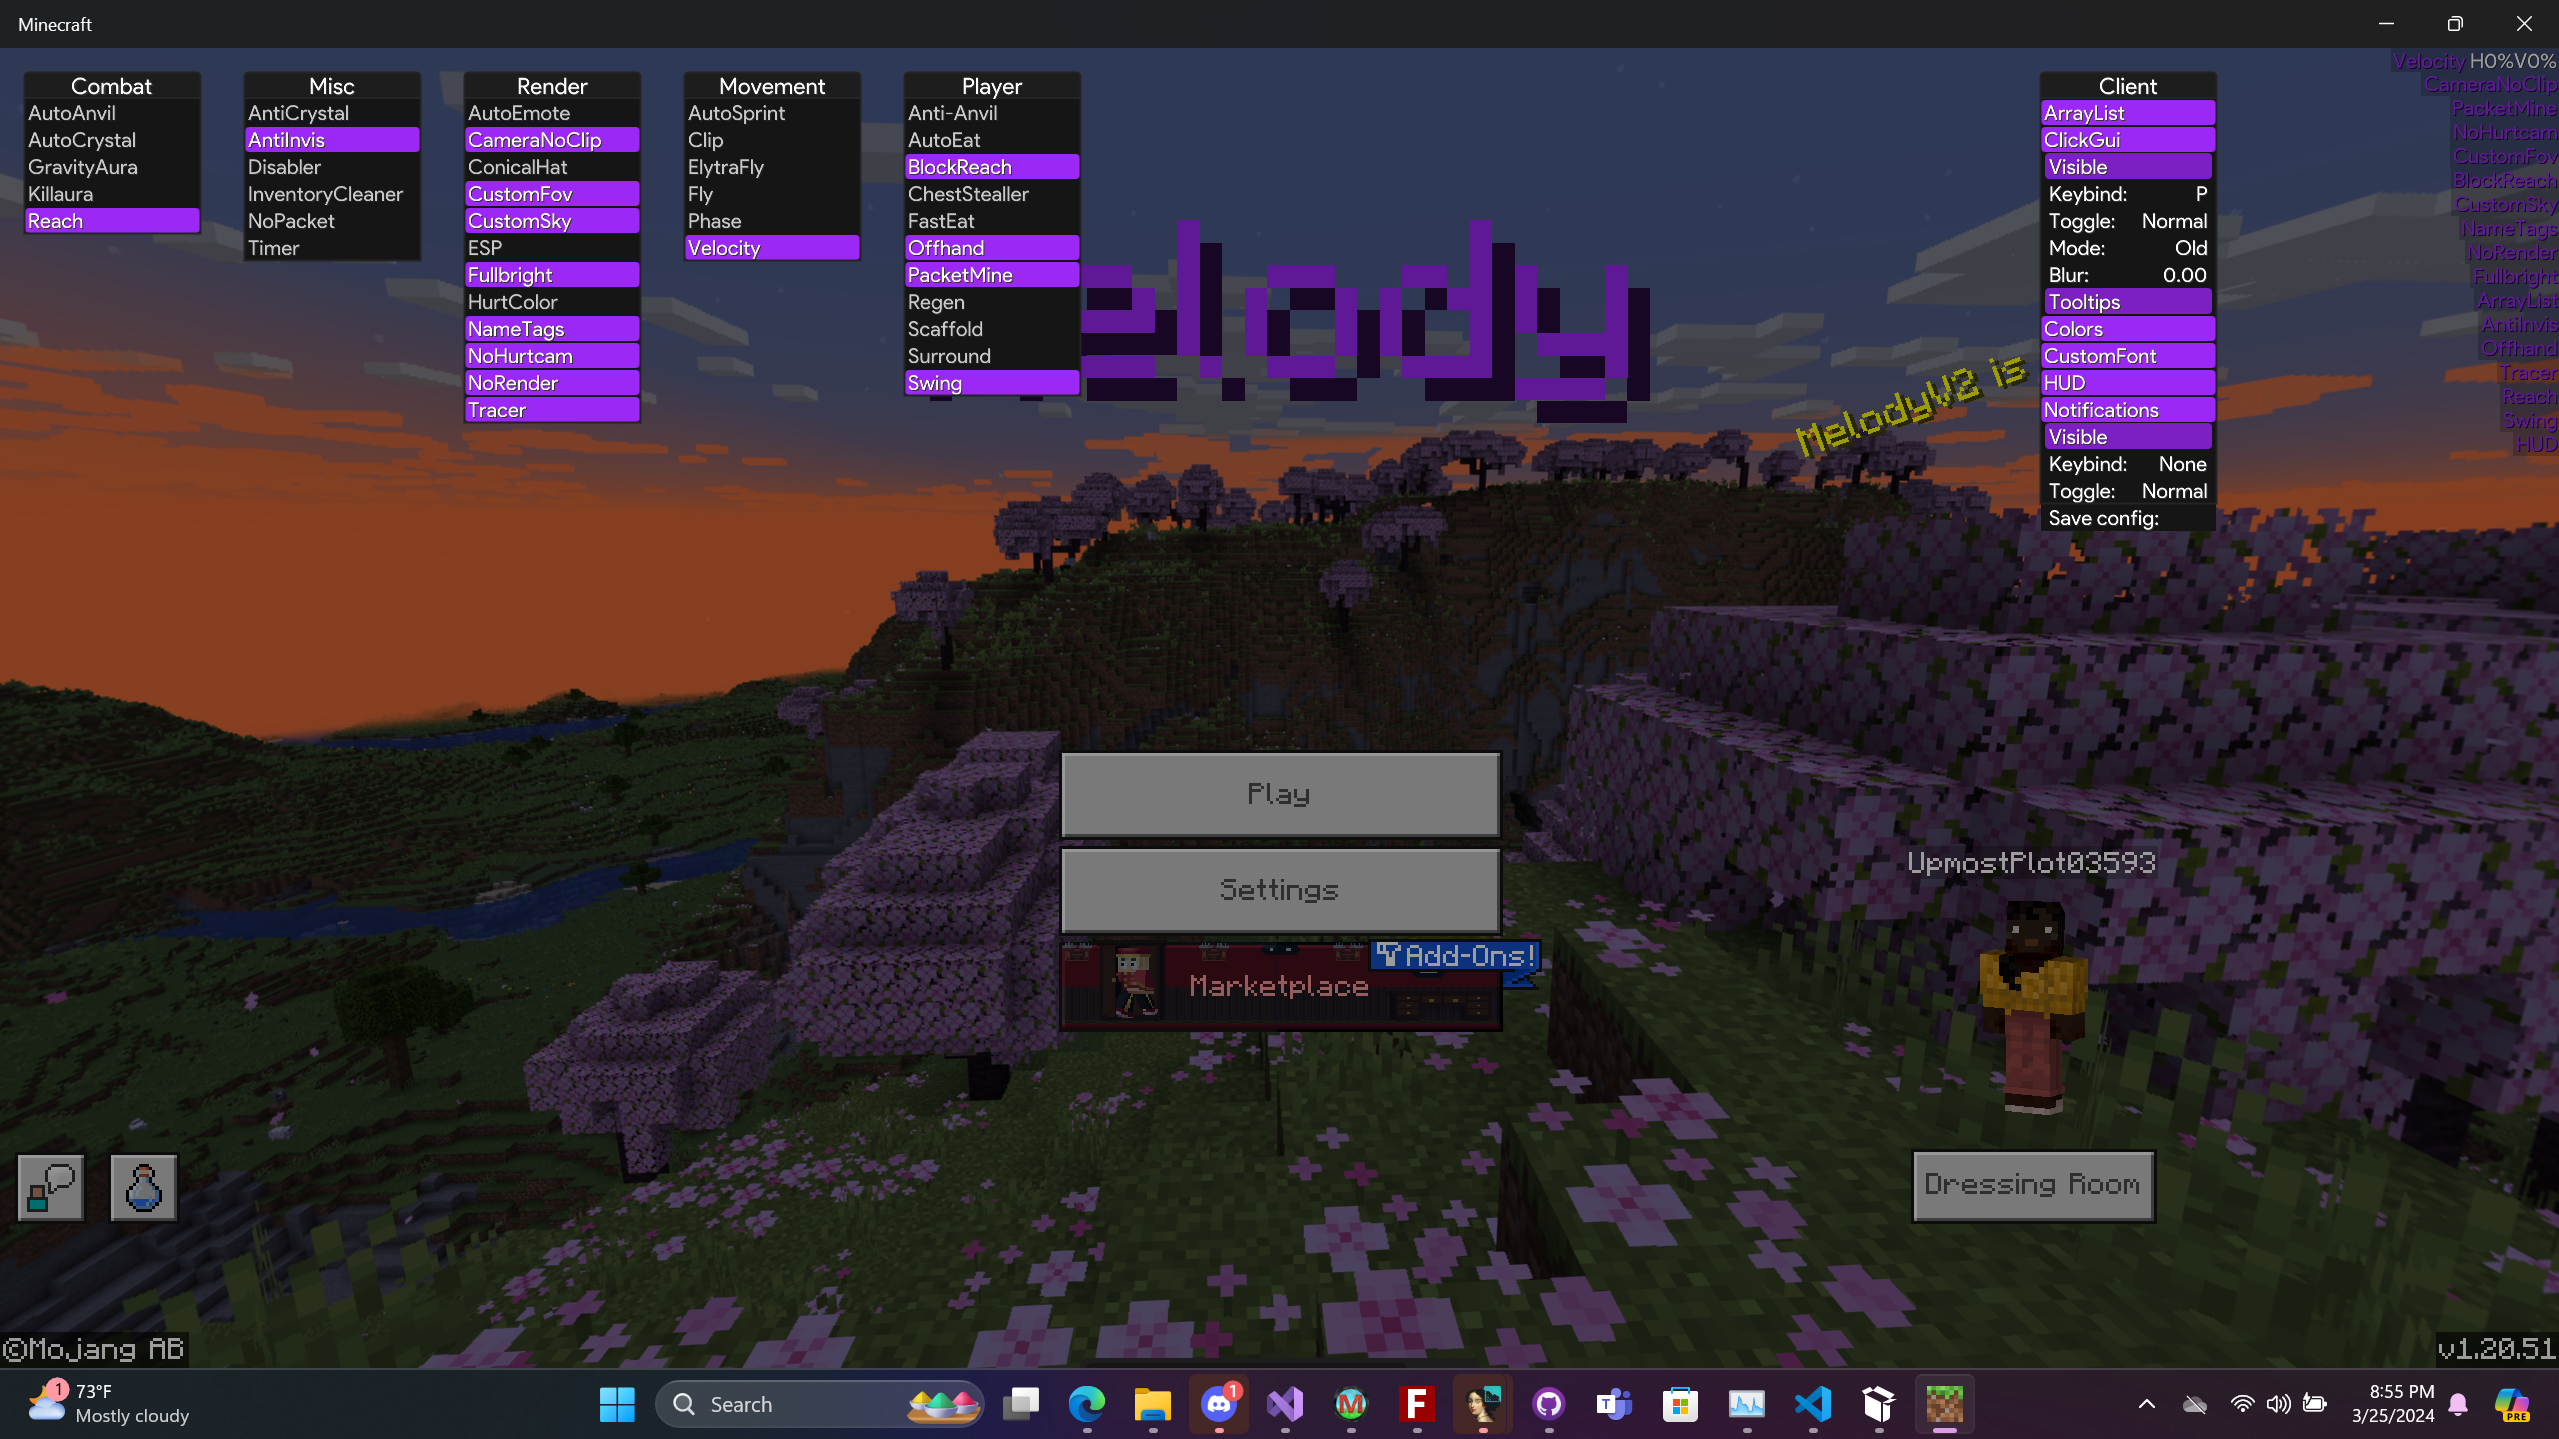 Minecraft
Combat
AutoAnvil
AutoCrystal
GravityAura
Killaura
Reach
Misc
AntiCrystal
AntiInvis
Disabler
InventoryCleaner
NoPacket
Timer
Render
AutoEmote
CameraNoClip
ConicalHat
CustomFov
CustomSky
ESP
Fullbright
HurtColor
NameTags
NoHurtcam
NoRender
Tracer
Movement
AutoSprint
Clip
ElytraFly
Fly
Phase
Velocity
Player
Anti-Anvil
AutoEat
BlockReach
ChestStealler
FastEat
Offhand
PacketMine
Regen
Scaffold
Surround
Swing
elody
MelodyV2 is
Client
ArrayList
ClickGui
Visible
Keybind: P
Toggle: Normal
Mode: Old
Blur: 0.00
Tooltips
Colors
CustomFont
HUD
Notifications
Visible
Keybind: None
Toggle: Normal
Save config:
Velocity H0%V0%
CameraNoClip
PacketMine
NoHurtcam
CustomFov
BlockReach
CustomSky
NameTags
NoRender
Fullbright
ArrayList
AntiInvis
Offhand
Tracer
Reach
Swing
HUD
Play
Settings
Add-Ons!
Marketplace
UpmostPlot03593
Dressing Room
©Mojang AB
v1.20.51
1
73°F
Mostly cloudy
Search
1
M
F
T
8:55 PM
3/25/2024
PRE